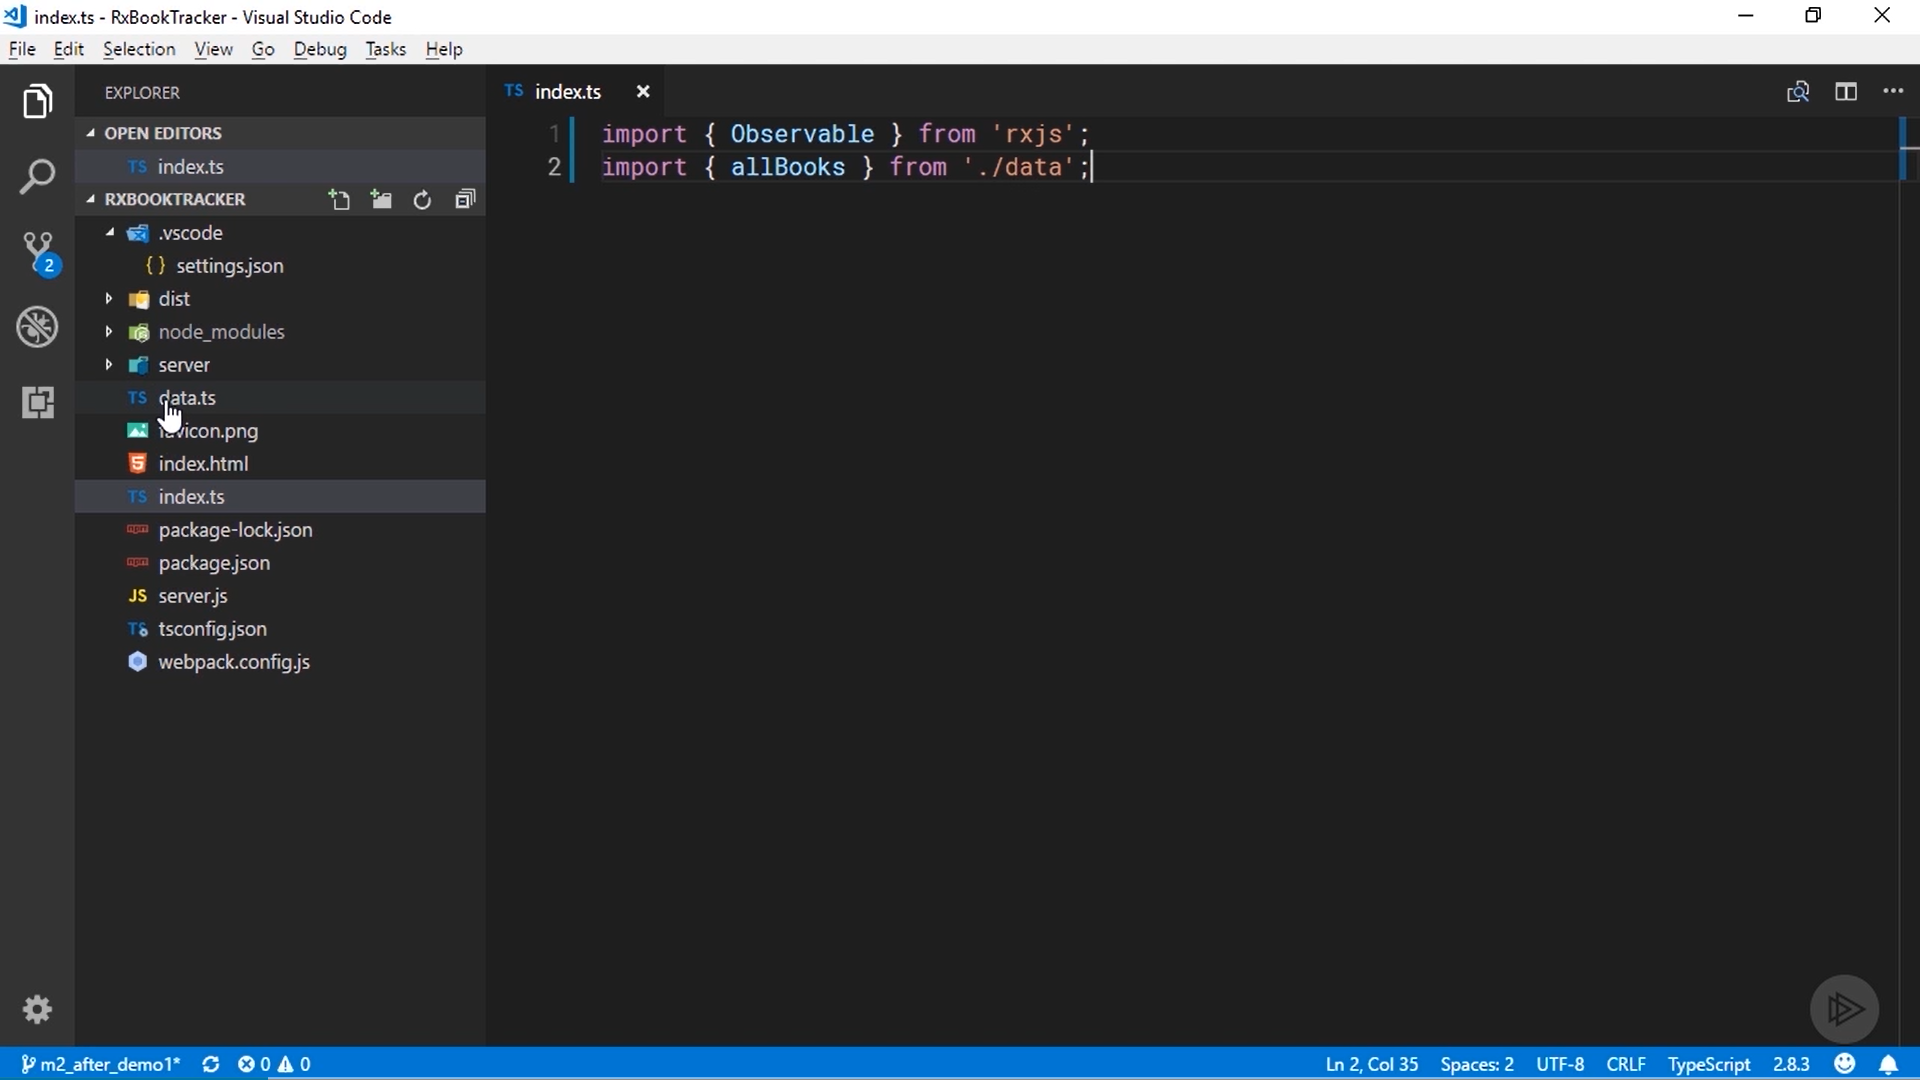 index.ts - RxBookTracker - Visual Studio Code
File Edit Selection View Go Debug Tasks Help
EXPLORER
OPEN EDITORS
TS index.ts
RXBOOKTRACKER
.vscode
{ } settings.json
dist
node_modules
server
TS data.ts
favicon.png
index.html
TS index.ts
package-lock.json
package.json
JS server.js
TS tsconfig.json
webpack.config.js
2
TS index.ts
1 import { Observable } from 'rxjs';
2 import { allBooks } from './data';
m2_after_demo1* 0 0 Ln 2, Col 35 Spaces: 2 UTF-8 CRLF TypeScript 2.8.3